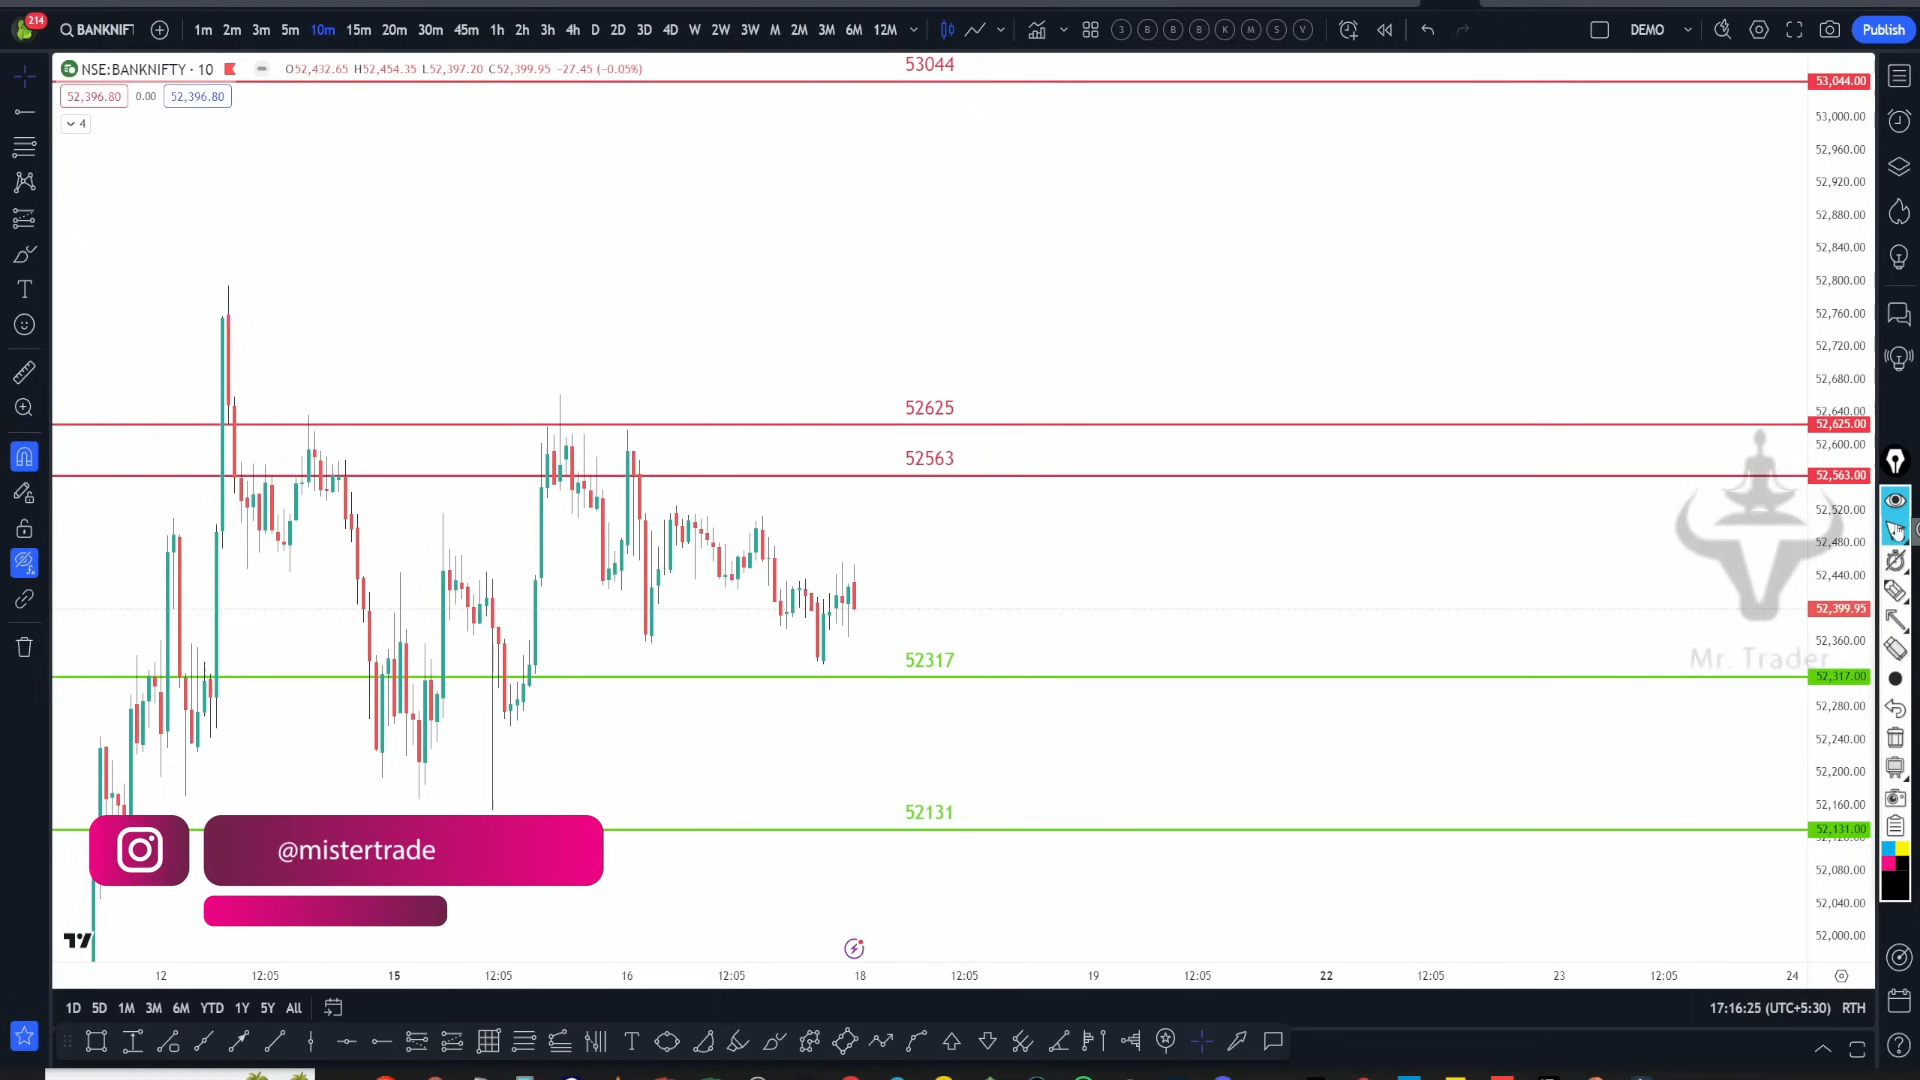 214
BANKNIFT
1m 2m 3m 5m 10m 15m 20m 30m 45m 1h 2h 3h 4h D 2D 3D 4D W 2W 3W M 2M 3M 6M 12M
3 B B B K M S V
DEMO
Publish
NSE:BANKNIFTY · 10
O52,432.65 H52,454.35 L52,397.20 C52,399.95 −27.45 (−0.05%)
52,396.80 0.00 52,396.80
4
53044
52625
52563
52317
52131
53,044.00
53,000.00
52,960.00
52,920.00
52,880.00
52,840.00
52,800.00
52,760.00
52,720.00
52,680.00
52,640.00
52,625.00
52,600.00
52,563.00
52,520.00
52,480.00
52,440.00
52,399.95
52,360.00
52,317.00
52,280.00
52,240.00
52,200.00
52,160.00
52,131.00
52,120.00
52,080.00
52,040.00
52,000.00
Mr. Trader
@mistertrade
12 12:05 15 12:05 16 12:05 18 12:05 19 12:05 22 12:05 23 12:05 24
1D 5D 1M 3M 6M YTD 1Y 5Y All
17:16:25 (UTC+5:30) RTH